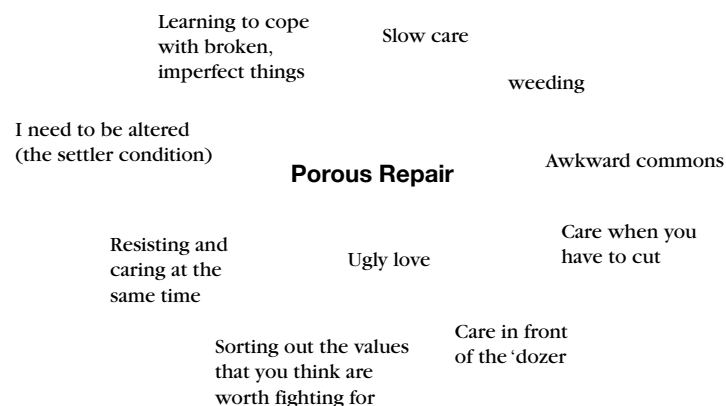 Learning to cope
with broken,
imperfect things
Slow care
weeding
I need to be altered
(the settler condition)
Porous Repair
Awkward commons
Resisting and
caring at the
same time
Ugly love
Care when you
have to cut
Sorting out the values
that you think are
worth fighting for
Care in front
of the ‘dozer